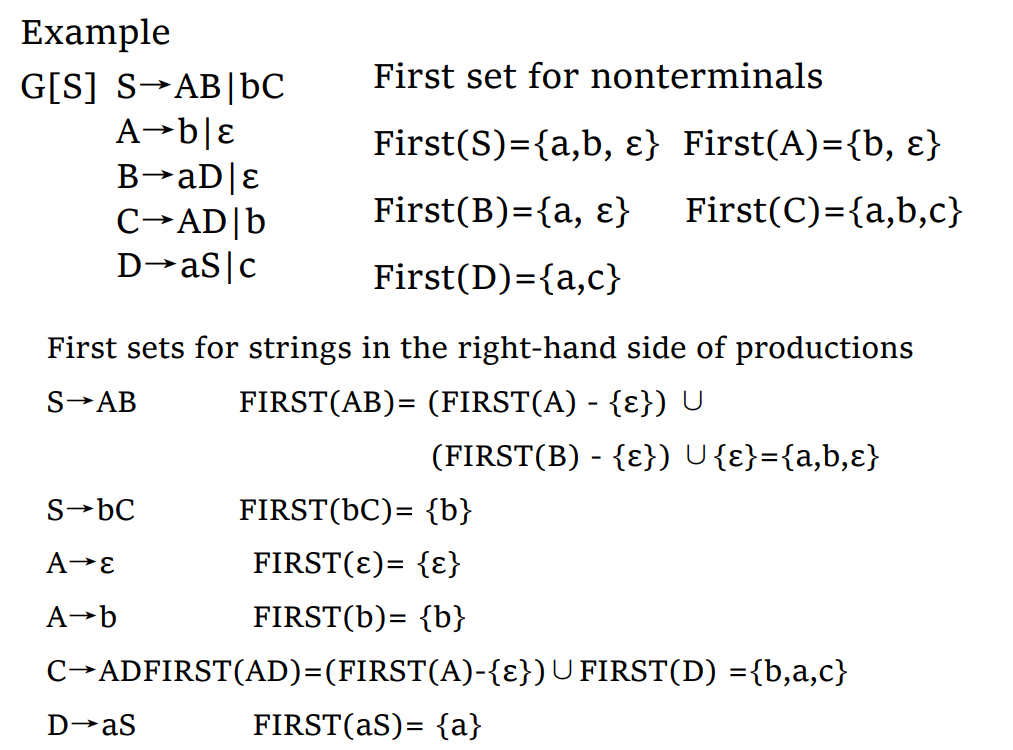 Example
G[S] S→AB|bC
A→b|ε
B→aD|ε
C→AD|b
D→aS|c
First set for nonterminals
First(S)={a,b, ε} First(A)={b, ε}
First(B)={a, ε} First(C)={a,b,c}
First(D)={a,c}
First sets for strings in the right-hand side of productions
S→AB FIRST(AB)= (FIRST(A) - {ε}) ∪
(FIRST(B) - {ε}) ∪{ε}={a,b,ε}
S→bC FIRST(bC)= {b}
A→ε FIRST(ε)= {ε}
A→b FIRST(b)= {b}
C→ADFIRST(AD)=(FIRST(A)-{ε})∪FIRST(D) ={b,a,c}
D→aS FIRST(aS)= {a}